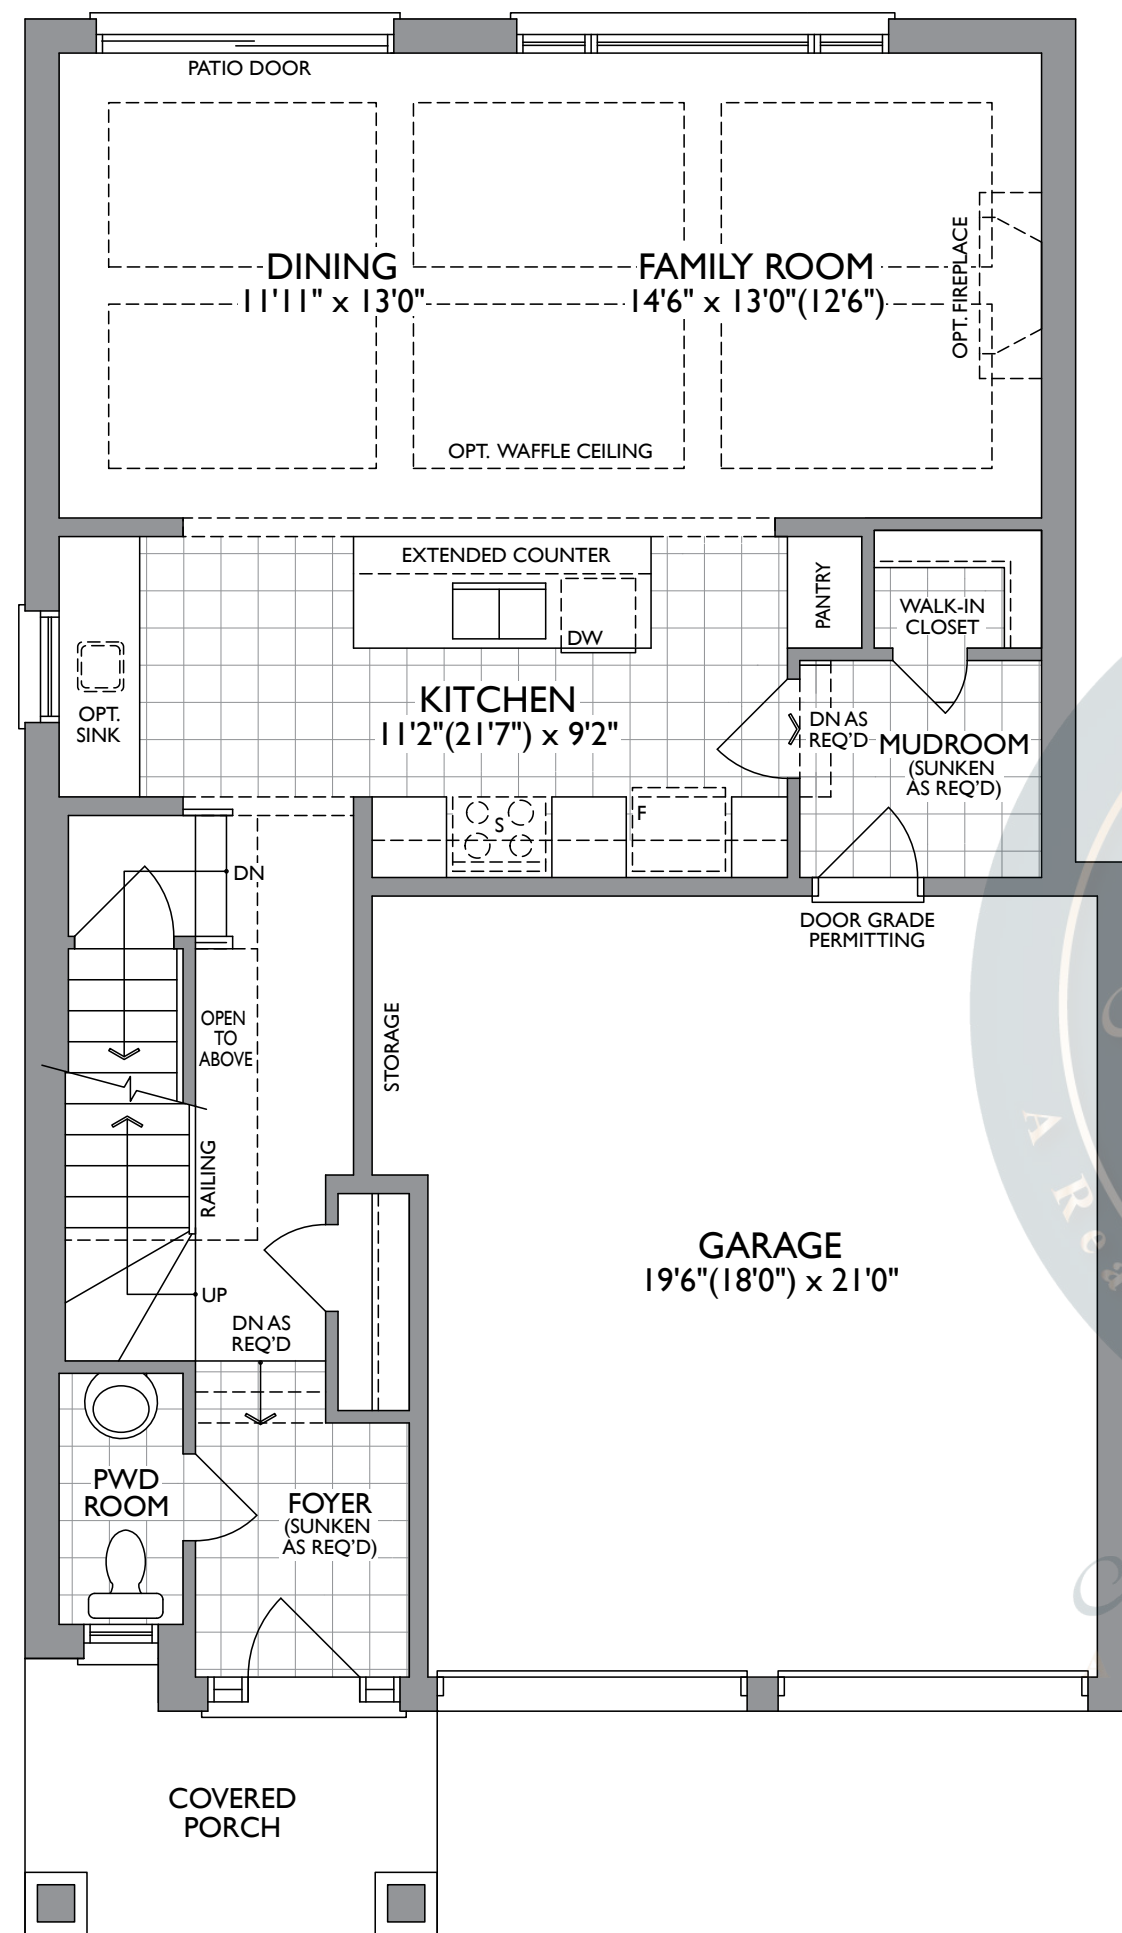 PATIO DOOR
DINING
11'11" x 13'0"
FAMILY ROOM
14'6" x 13'0"(12'6")
OPT. FIREPLACE
OPT. WAFFLE CEILING
EXTENDED COUNTER
DW
PANTRY
WALK-IN
CLOSET
OPT.
SINK
KITCHEN
11'2"(21'7") x 9'2"
DN AS
REQ'D
MUDROOM
(SUNKEN
AS REQ'D)
S
F
DN
DOOR GRADE
PERMITTING
OPEN
TO
ABOVE
STORAGE
RAILING
GARAGE
19'6"(18'0") x 21'0"
UP
DN AS
REQ'D
PWD
ROOM
FOYER
(SUNKEN
AS REQ'D)
COVERED
PORCH